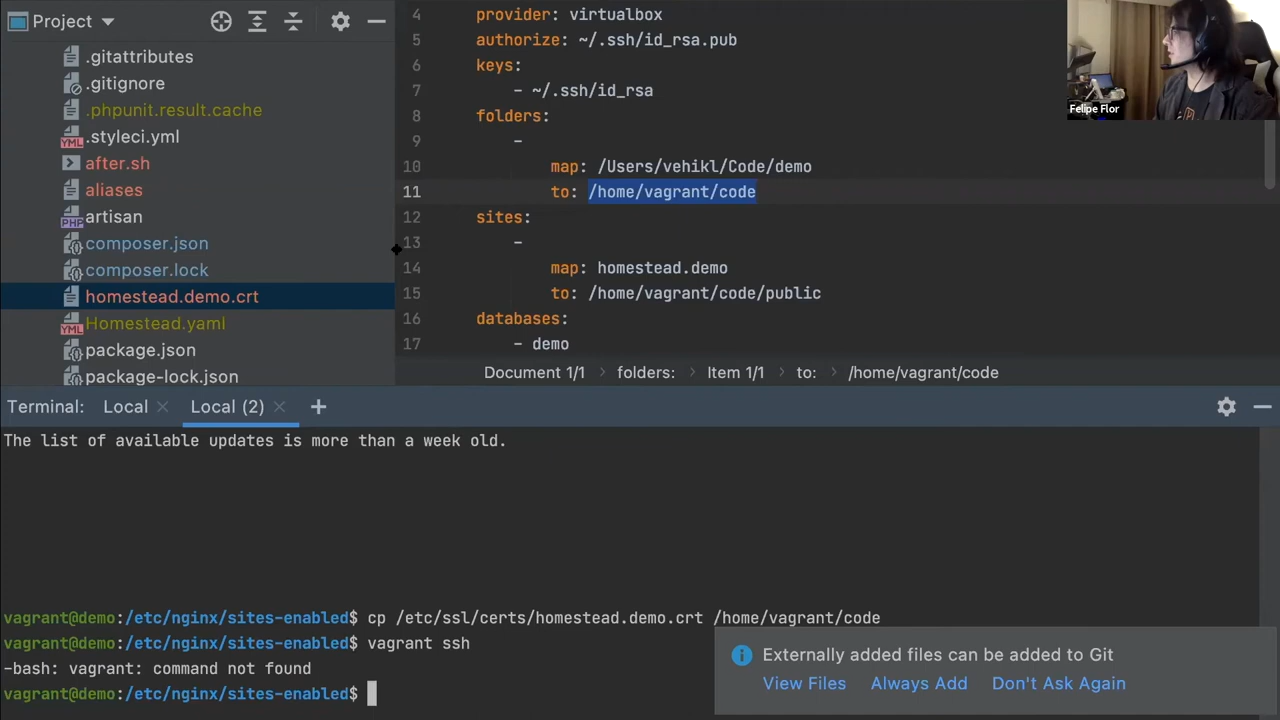 Project
.gitattributes
.gitignore
.phpunit.result.cache
.styleci.yml
after.sh
aliases
artisan
composer.json
composer.lock
homestead.demo.crt
Homestead.yaml
package.json
package-lock.json
4 provider: virtualbox
5 authorize: ~/.ssh/id_rsa.pub
6 keys:
7 - ~/.ssh/id_rsa
8 folders:
9 -
10 map: /Users/vehikl/Code/demo
11 to: /home/vagrant/code
12 sites:
13 -
14 map: homestead.demo
15 to: /home/vagrant/code/public
16 databases:
17 - demo
Document 1/1 › folders: › Item 1/1 › to: › /home/vagrant/code
Felipe Flor
Terminal: Local × Local (2) × +
The list of available updates is more than a week old.
vagrant@demo:/etc/nginx/sites-enabled$ cp /etc/ssl/certs/homestead.demo.crt /home/vagrant/code
vagrant@demo:/etc/nginx/sites-enabled$ vagrant ssh
-bash: vagrant: command not found
vagrant@demo:/etc/nginx/sites-enabled$
Externally added files can be added to Git
View Files Always Add Don't Ask Again